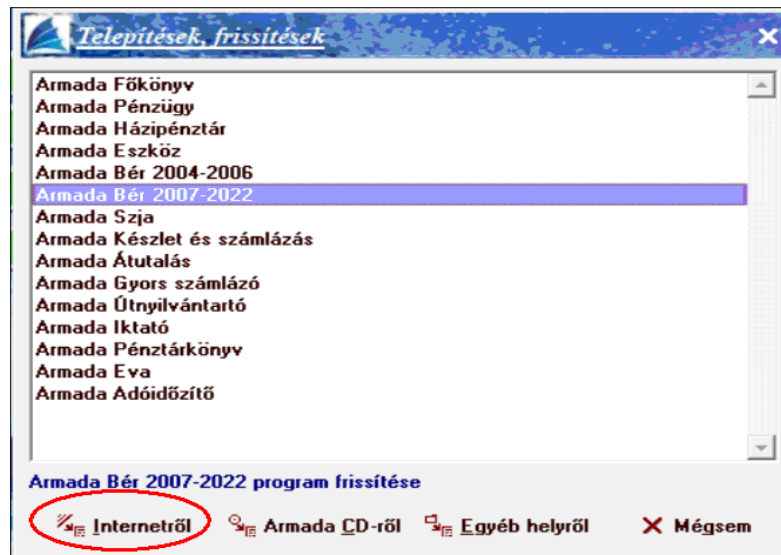 Telepítések, frissítések
Armada Főkönyv
Armada Pénzügy
Armada Házipénztár
Armada Eszköz
Armada Bér 2004-2006
Armada Bér 2007-2022
Armada Szja
Armada Készlet és számlázás
Armada Átutalás
Armada Gyors számlázó
Armada Útnyilvántartó
Armada Iktató
Armada Pénztárkönyv
Armada Eva
Armada Adóidőzítő
Armada Bér 2007-2022 program frissítése
Internetről Armada CD-ről Egyéb helyről Mégsem